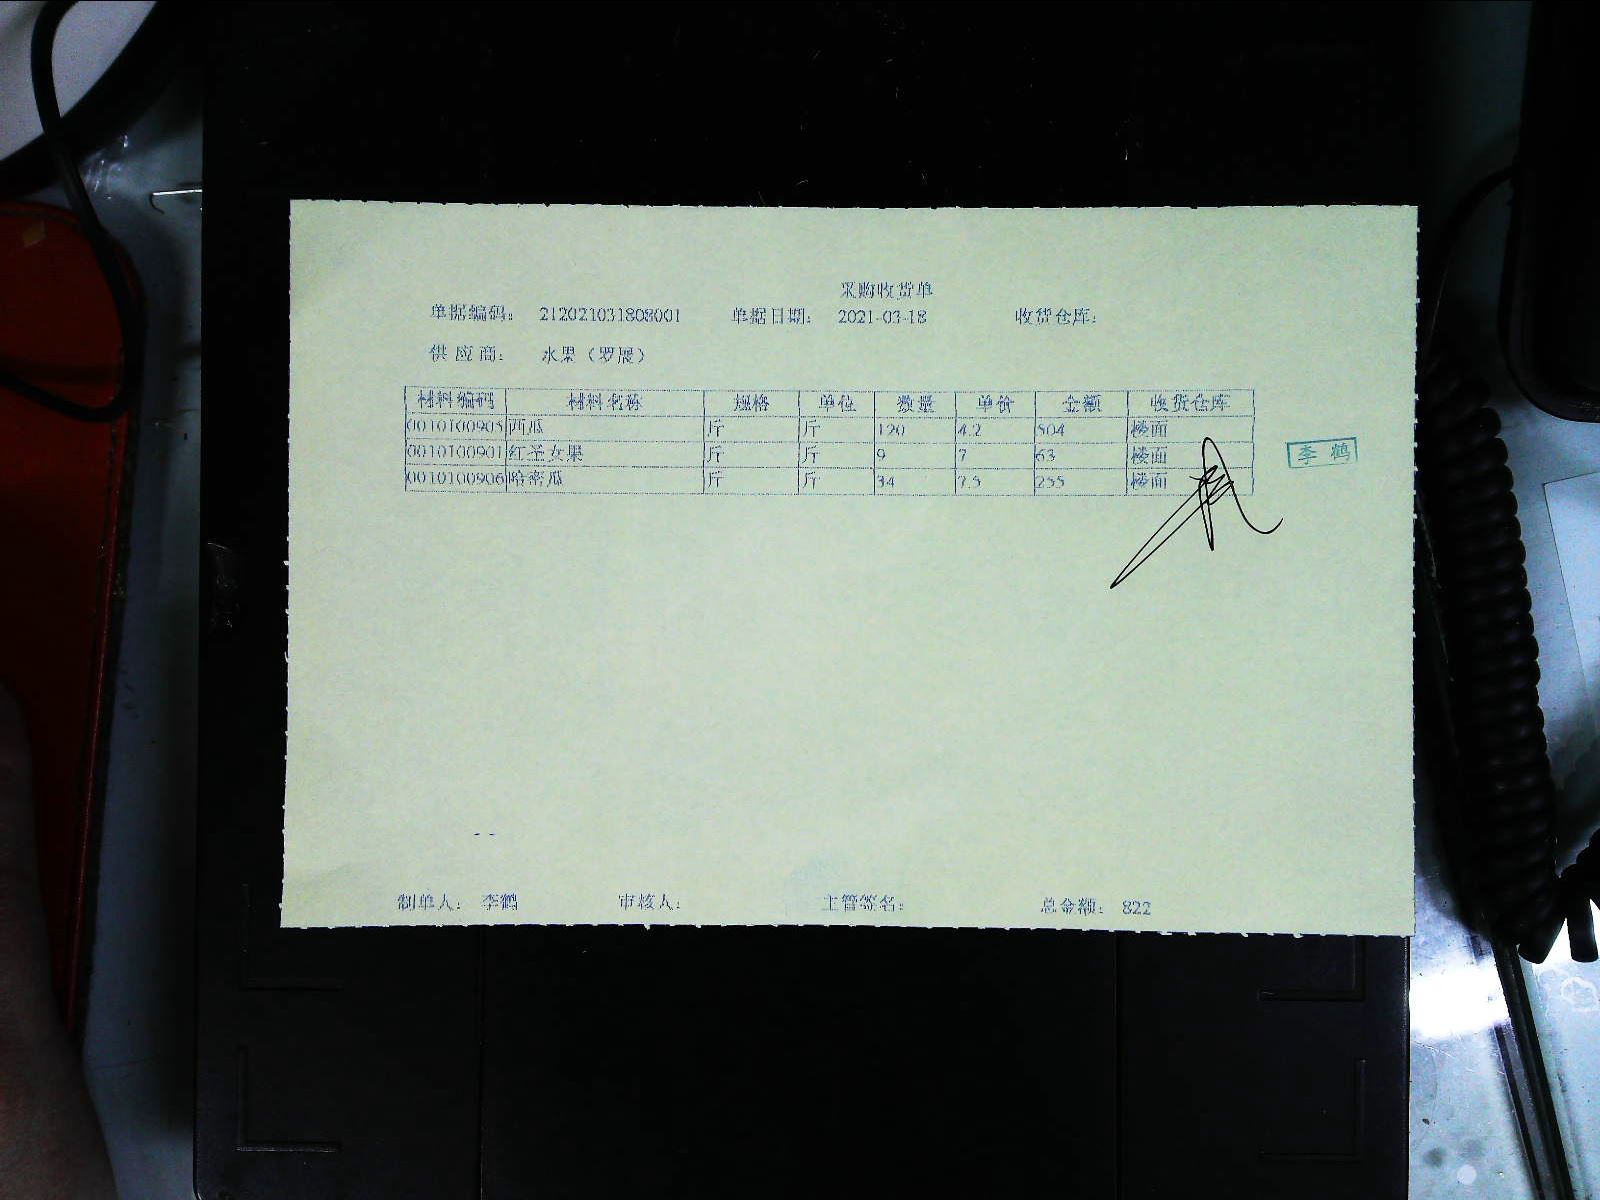 采购收货单
单据编码： 212021031808001 单据日期： 2021-03-18 收货仓库：
供应商： 水果（罗展）
材料编码 材料名称 规格 单位 数量 单价 金额 收货仓库
0010100905 西瓜 斤 斤 120 4.2 504 楼面
0010100901 红圣女果 斤 斤 9 7 63 楼面
0010100906 哈密瓜 斤 斤 34 7.5 255 楼面
李鹤
制单人： 李鹤 审核人： 主管签名： 总金额： 822